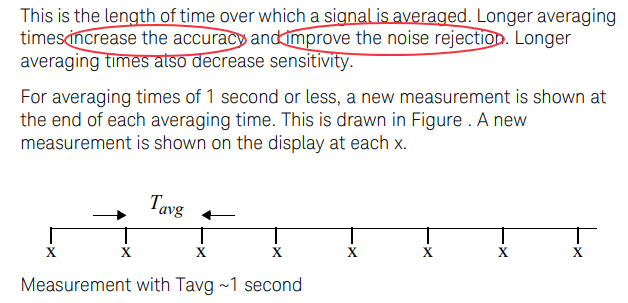 This is the length of time over which a signal is averaged. Longer averaging
times increase the accuracy and improve the noise rejection. Longer
averaging times also decrease sensitivity.
For averaging times of 1 second or less, a new measurement is shown at
the end of each averaging time. This is drawn in Figure . A new
measurement is shown on the display at each x.
Tavg
x x x x x x x x
Measurement with Tavg ~1 second